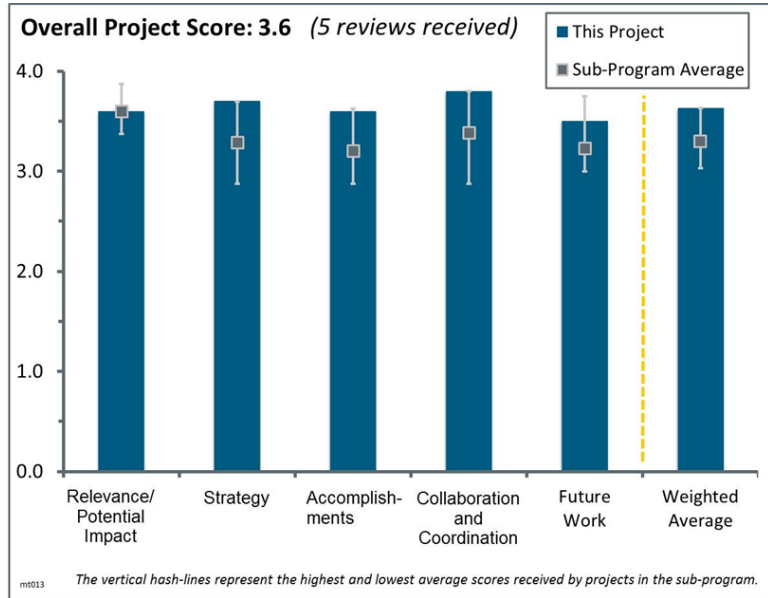 Overall Project Score: 3.6 (5 reviews received)
This Project
Sub-Program Average
4.0
3.0
2.0
1.0
0.0
Relevance/
Potential
Impact
Strategy
Accomplish-
ments
Collaboration
and
Coordination
Future
Work
Weighted
Average
mt013
The vertical hash-lines represent the highest and lowest average scores received by projects in the sub-program.